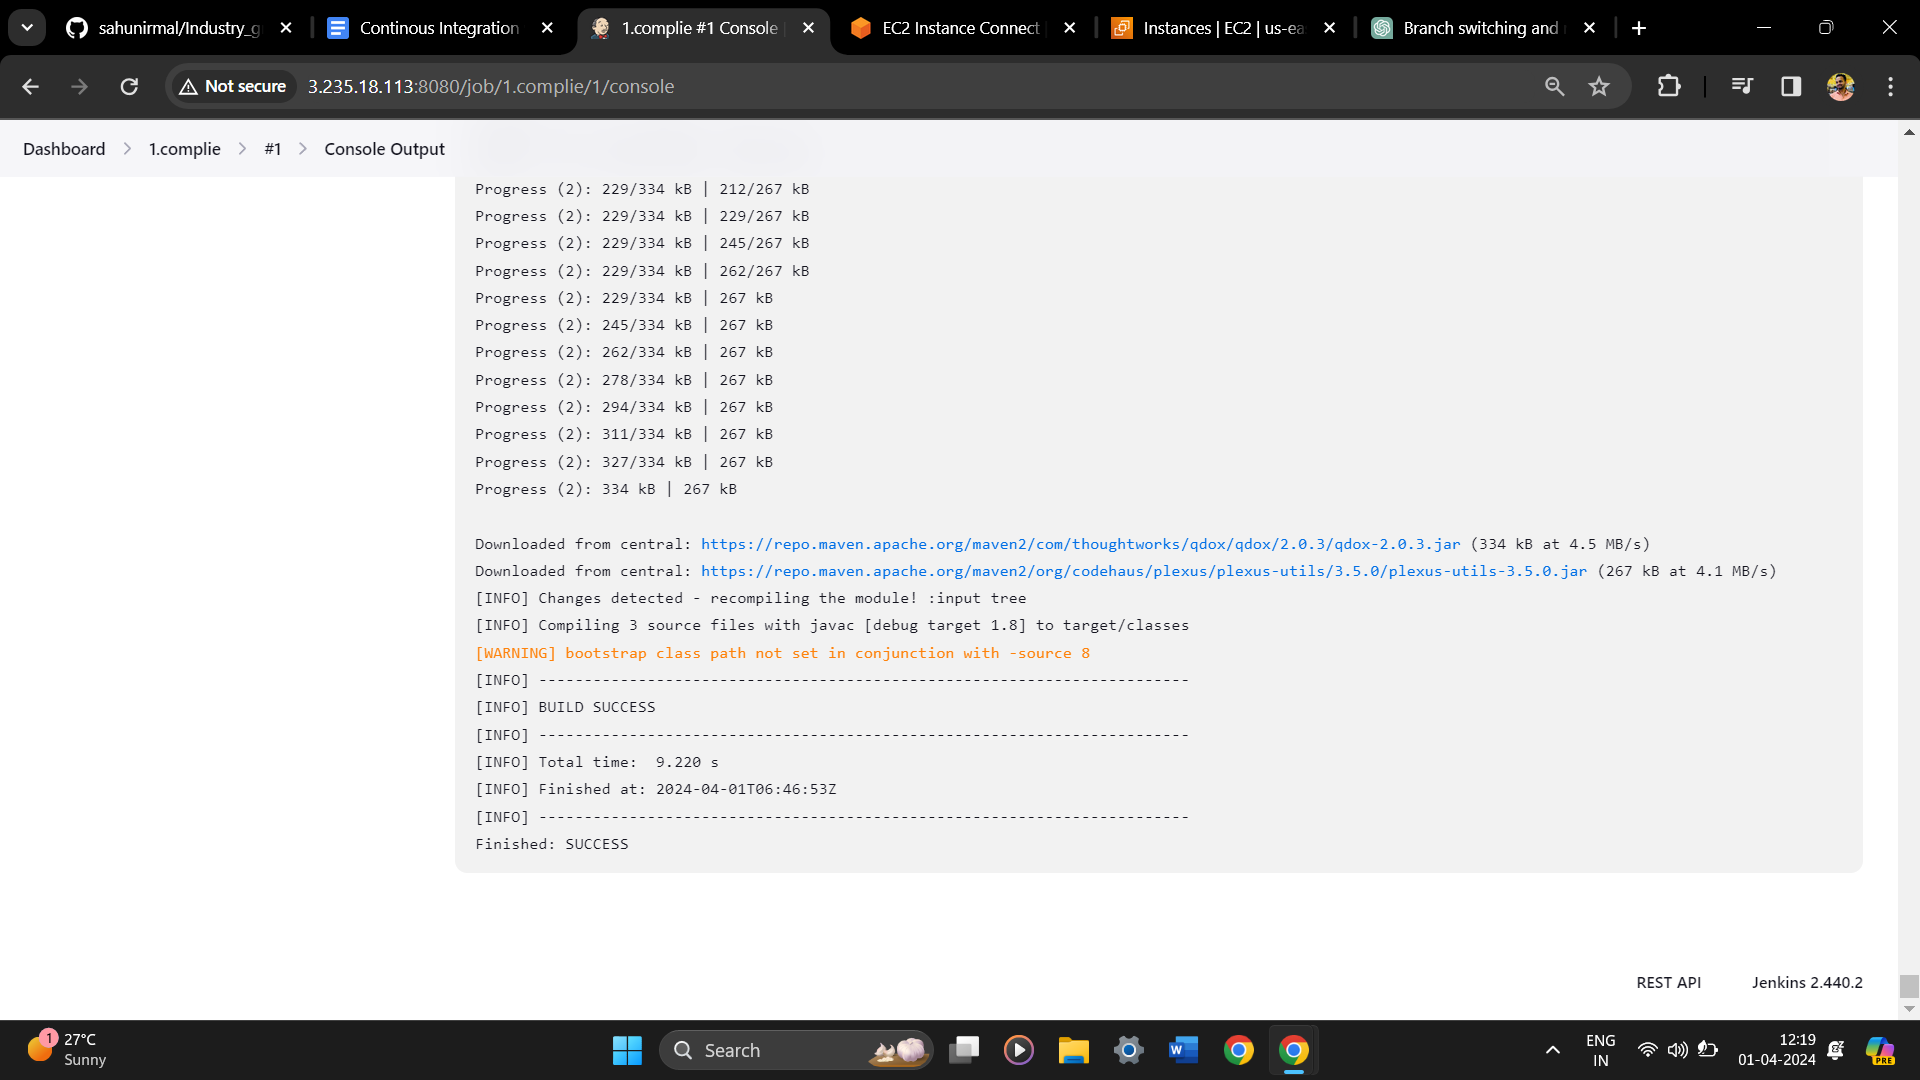 sahunirmal/Industry_g
Continous Integration
1.complie #1 Console
EC2 Instance Connect
Instances | EC2 | us-ea
Branch switching and
Not secure
3.235.18.113:8080/job/1.complie/1/console
Dashboard > 1.complie > #1 > Console Output
Progress (2): 229/334 kB | 212/267 kB
Progress (2): 229/334 kB | 229/267 kB
Progress (2): 229/334 kB | 245/267 kB
Progress (2): 229/334 kB | 262/267 kB
Progress (2): 229/334 kB | 267 kB
Progress (2): 245/334 kB | 267 kB
Progress (2): 262/334 kB | 267 kB
Progress (2): 278/334 kB | 267 kB
Progress (2): 294/334 kB | 267 kB
Progress (2): 311/334 kB | 267 kB
Progress (2): 327/334 kB | 267 kB
Progress (2): 334 kB | 267 kB
Downloaded from central: https://repo.maven.apache.org/maven2/com/thoughtworks/qdox/qdox/2.0.3/qdox-2.0.3.jar (334 kB at 4.5 MB/s)
Downloaded from central: https://repo.maven.apache.org/maven2/org/codehaus/plexus/plexus-utils/3.5.0/plexus-utils-3.5.0.jar (267 kB at 4.1 MB/s)
[INFO] Changes detected - recompiling the module! :input tree
[INFO] Compiling 3 source files with javac [debug target 1.8] to target/classes
[WARNING] bootstrap class path not set in conjunction with -source 8
[INFO] ------------------------------------------------------------------------
[INFO] BUILD SUCCESS
[INFO] ------------------------------------------------------------------------
[INFO] Total time:  9.220 s
[INFO] Finished at: 2024-04-01T06:46:53Z
[INFO] ------------------------------------------------------------------------
Finished: SUCCESS
REST API
Jenkins 2.440.2
1
27°C
Sunny
Search
W
ENG
IN
12:19
01-04-2024
PRE